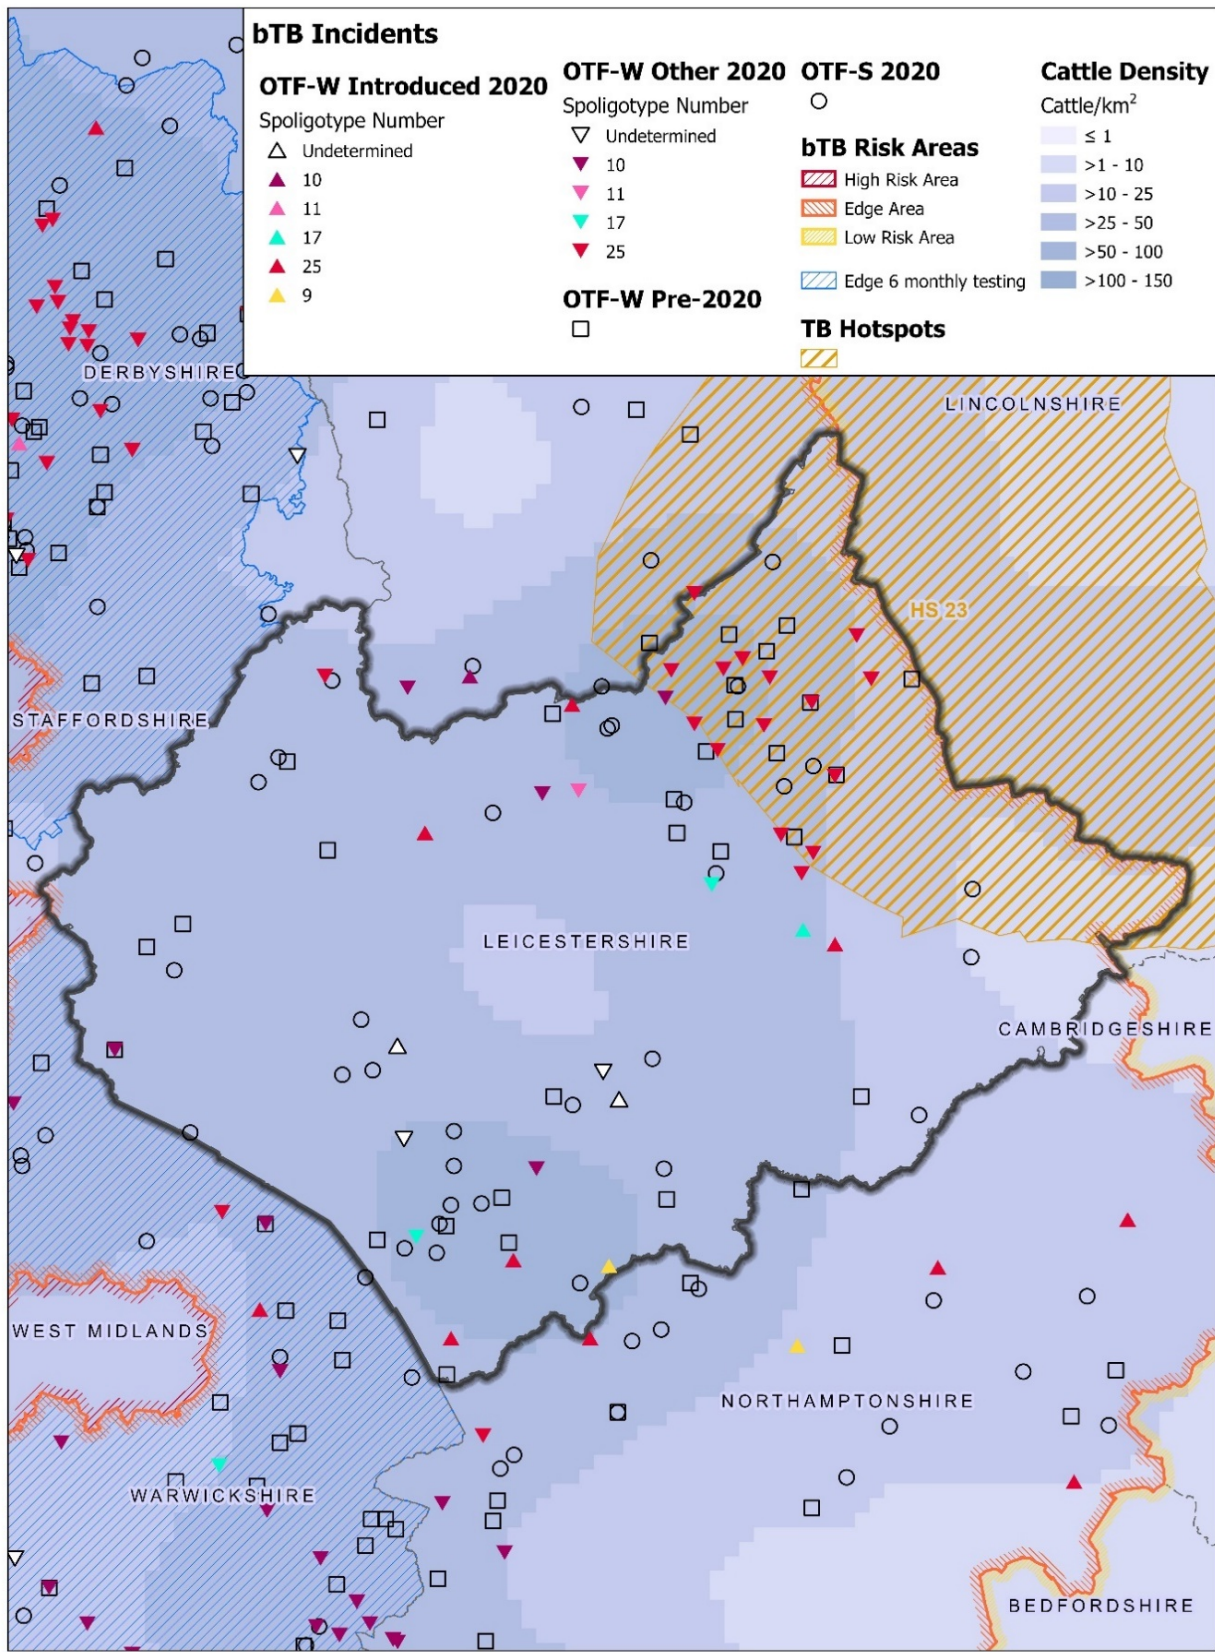 bTB Incidents
OTF-W Introduced 2020
Spoligotype Number
Undetermined
10
11
17
25
9
OTF-W Other 2020
Spoligotype Number
Undetermined
10
11
17
25
OTF-W Pre-2020
OTF-S 2020
bTB Risk Areas
High Risk Area
Edge Area
Low Risk Area
Edge 6 monthly testing
TB Hotspots
Cattle Density
Cattle/km²
≤ 1
>1 - 10
>10 - 25
>25 - 50
>50 - 100
>100 - 150
DERBYSHIRE
LINCOLNSHIRE
HS 23
STAFFORDSHIRE
LEICESTERSHIRE
CAMBRIDGESHIRE
WEST MIDLANDS
NORTHAMPTONSHIRE
WARWICKSHIRE
BEDFORDSHIRE